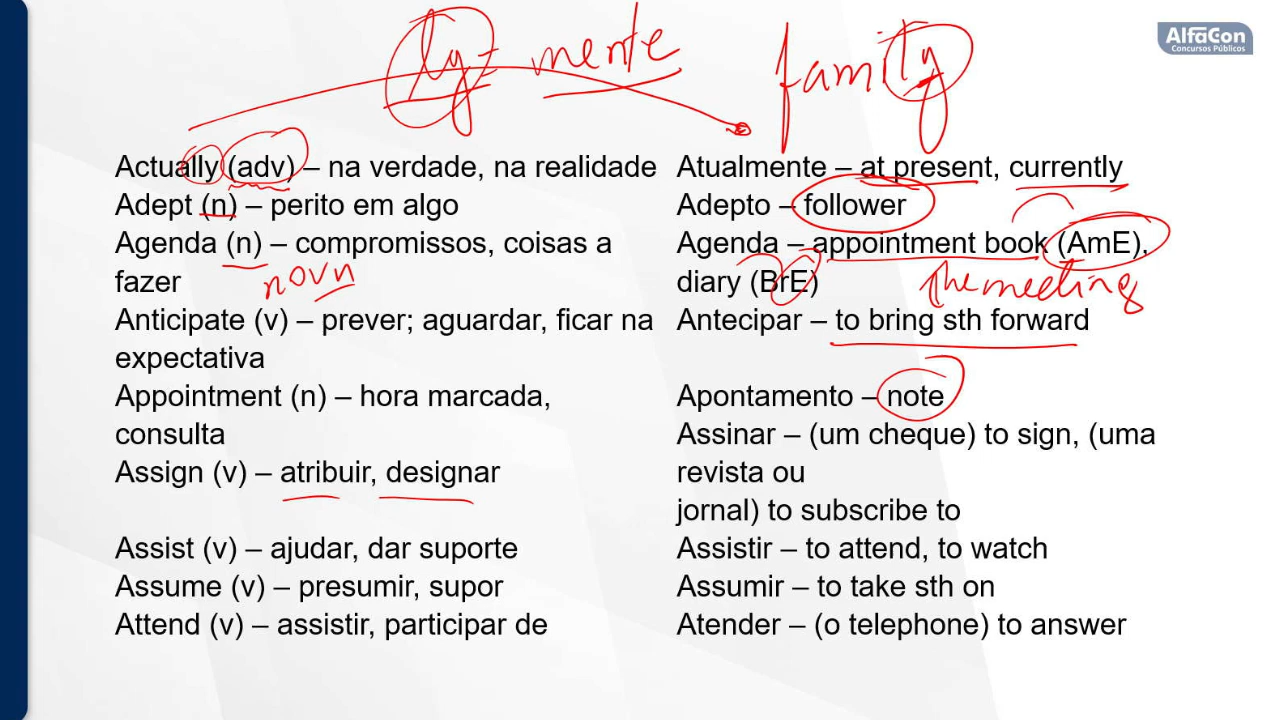 ly = mente family
AlfaCon
Concursos Públicos
Actually (adv) – na verdade, na realidade
Adept (n) – perito em algo
Agenda (n) – compromissos, coisas a
fazer
noun
Anticipate (v) – prever; aguardar, ficar na
expectativa
Appointment (n) – hora marcada,
consulta
Assign (v) – atribuir, designar
Assist (v) – ajudar, dar suporte
Assume (v) – presumir, supor
Attend (v) – assistir, participar de
Atualmente – at present, currently
Adepto – follower
Agenda – appointment book (AmE),
diary (BrE)
the meeting
Antecipar – to bring sth forward
Apontamento – note
Assinar – (um cheque) to sign, (uma
revista ou
jornal) to subscribe to
Assistir – to attend, to watch
Assumir – to take sth on
Atender – (o telephone) to answer